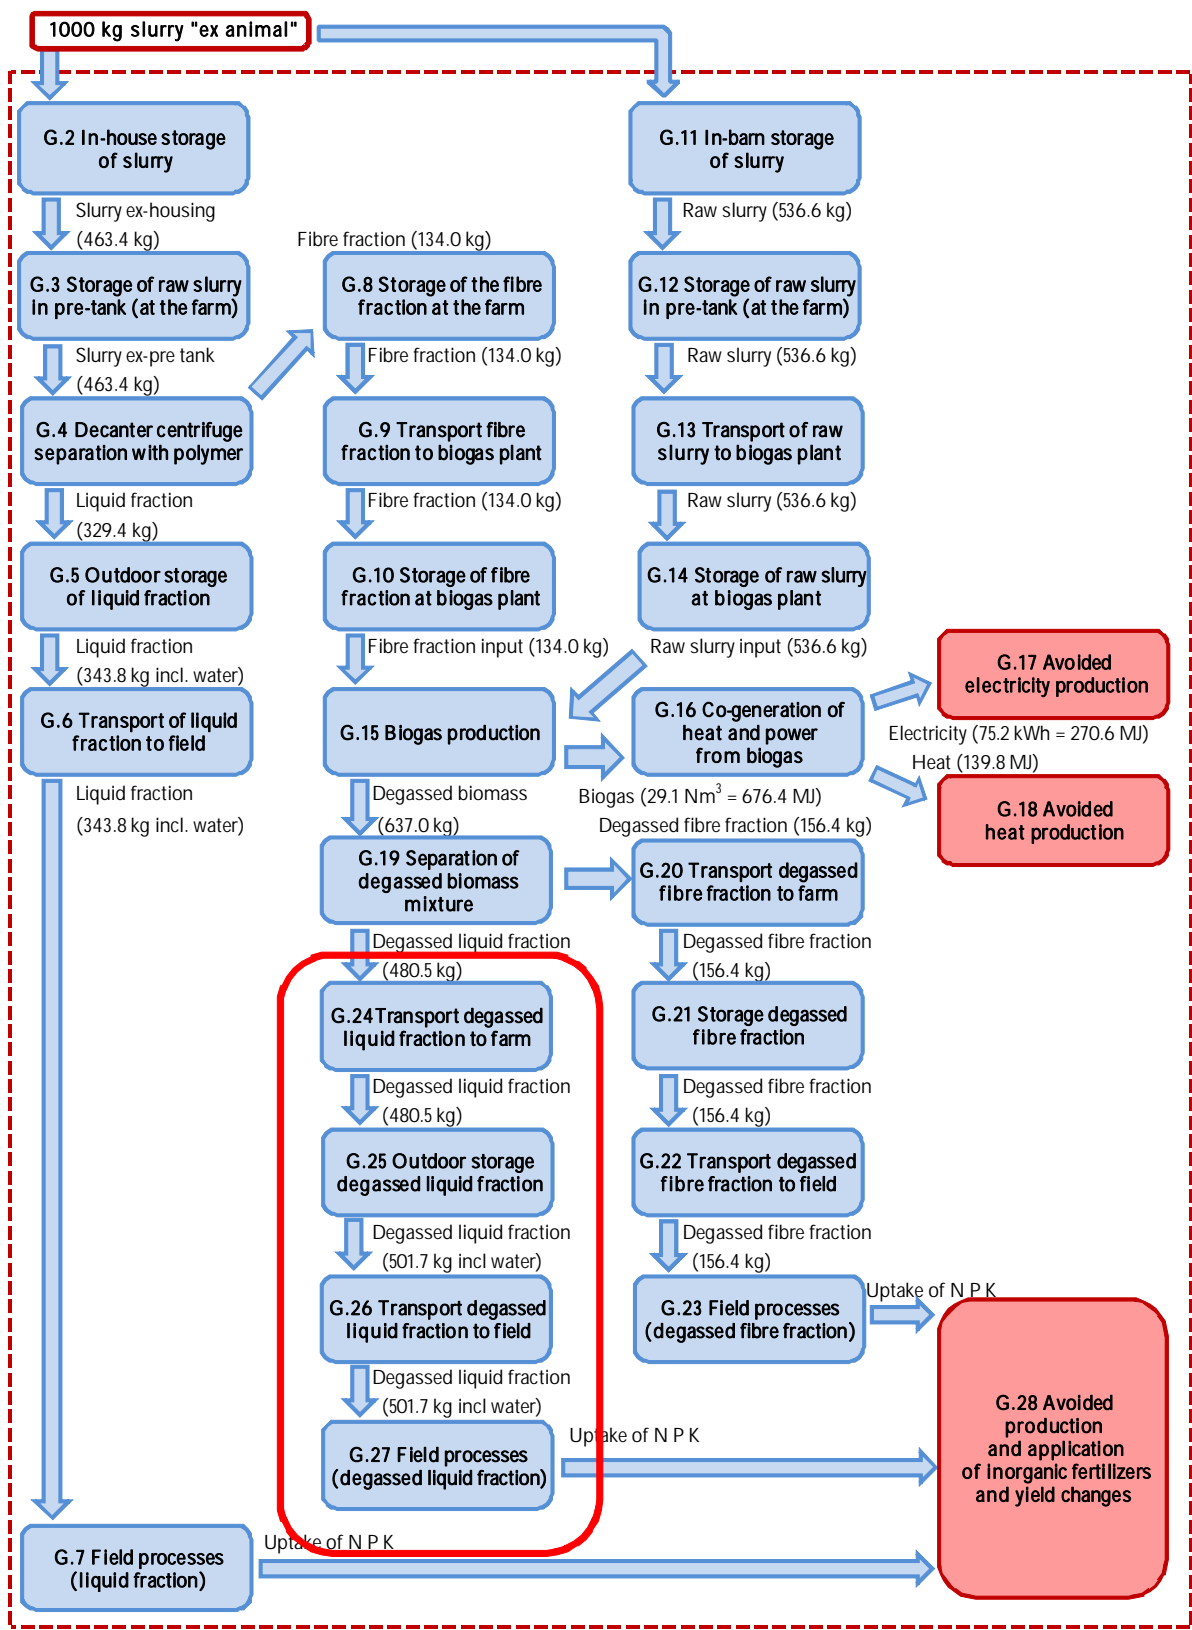 1000 kg slurry "ex animal"
G.2 In-house storage
of slurry
Slurry ex-housing
(463.4 kg)
G.3 Storage of raw slurry
in pre-tank (at the farm)
Slurry ex-pre tank
(463.4 kg)
G.4 Decanter centrifuge
separation with polymer
Liquid fraction
(329.4 kg)
G.5 Outdoor storage
of liquid fraction
Liquid fraction
(343.8 kg incl. water)
G.6 Transport of liquid
fraction to field
Liquid fraction
(343.8 kg incl. water)
G.7 Field processes
(liquid fraction)
Uptake of N P K
Fibre fraction (134.0 kg)
G.8 Storage of the fibre
fraction at the farm
Fibre fraction (134.0 kg)
G.9 Transport fibre
fraction to biogas plant
Fibre fraction (134.0 kg)
G.10 Storage of fibre
fraction at biogas plant
Fibre fraction input (134.0 kg)
G.15 Biogas production
Degassed biomass
(637.0 kg)
G.19 Separation of
degassed biomass
mixture
Degassed liquid fraction
(480.5 kg)
G.24 Transport degassed
liquid fraction to farm
Degassed liquid fraction
(480.5 kg)
G.25 Outdoor storage
degassed liquid fraction
Degassed liquid fraction
(501.7 kg incl water)
G.26 Transport degassed
liquid fraction to field
Degassed liquid fraction
(501.7 kg incl water)
G.27 Field processes
(degassed liquid fraction)
Uptake of N P K
G.11 In-barn storage
of slurry
Raw slurry (536.6 kg)
G.12 Storage of raw slurry
in pre-tank (at the farm)
Raw slurry (536.6 kg)
G.13 Transport of raw
slurry to biogas plant
Raw slurry (536.6 kg)
G.14 Storage of raw slurry
at biogas plant
Raw slurry input (536.6 kg)
G.16 Co-generation of
heat and power
from biogas
Biogas (29.1 Nm³ = 676.4 MJ)
Degassed fibre fraction (156.4 kg)
G.20 Transport degassed
fibre fraction to farm
Degassed fibre fraction
(156.4 kg)
G.21 Storage degassed
fibre fraction
Degassed fibre fraction
(156.4 kg)
G.22 Transport degassed
fibre fraction to field
Degassed fibre fraction
(156.4 kg)
G.23 Field processes
(degassed fibre fraction)
Uptake of N P K
G.17 Avoided
electricity production
Electricity (75.2 kWh = 270.6 MJ)
Heat (139.8 MJ)
G.18 Avoided
heat production
G.28 Avoided
production
and application
of inorganic fertilizers
and yield changes